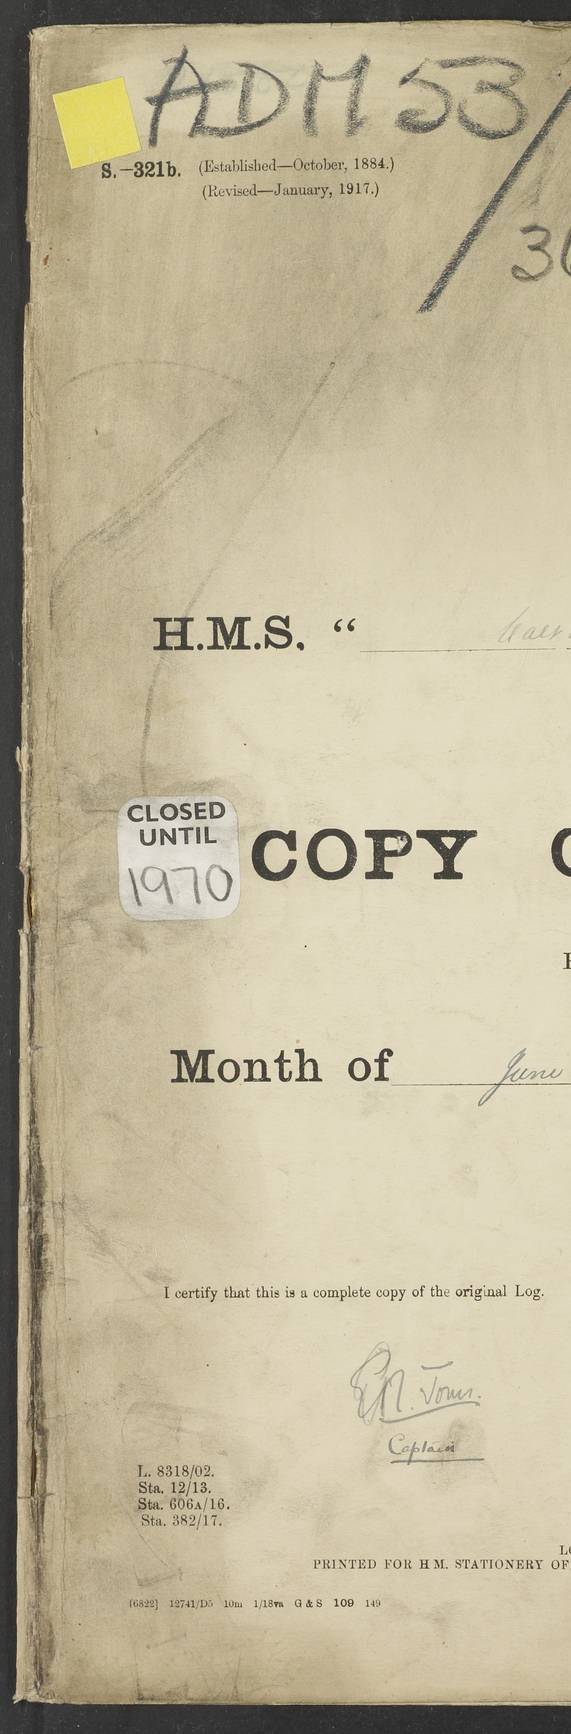 ADM 53/
S.—321b. (Established—October, 1884.)
(Revised—January, 1917.)
H.M.S. “
CLOSED
UNTIL
1970
COPY
Month of June
I certify that this is a complete copy of the original Log.
Captain
L. 8318/02.
Sta. 12/13.
Sta. 606A/16.
Sta. 382/17.
PRINTED FOR H M. STATIONERY OF
[6822] 12741/D5 10m 1/18 G & S 109 149